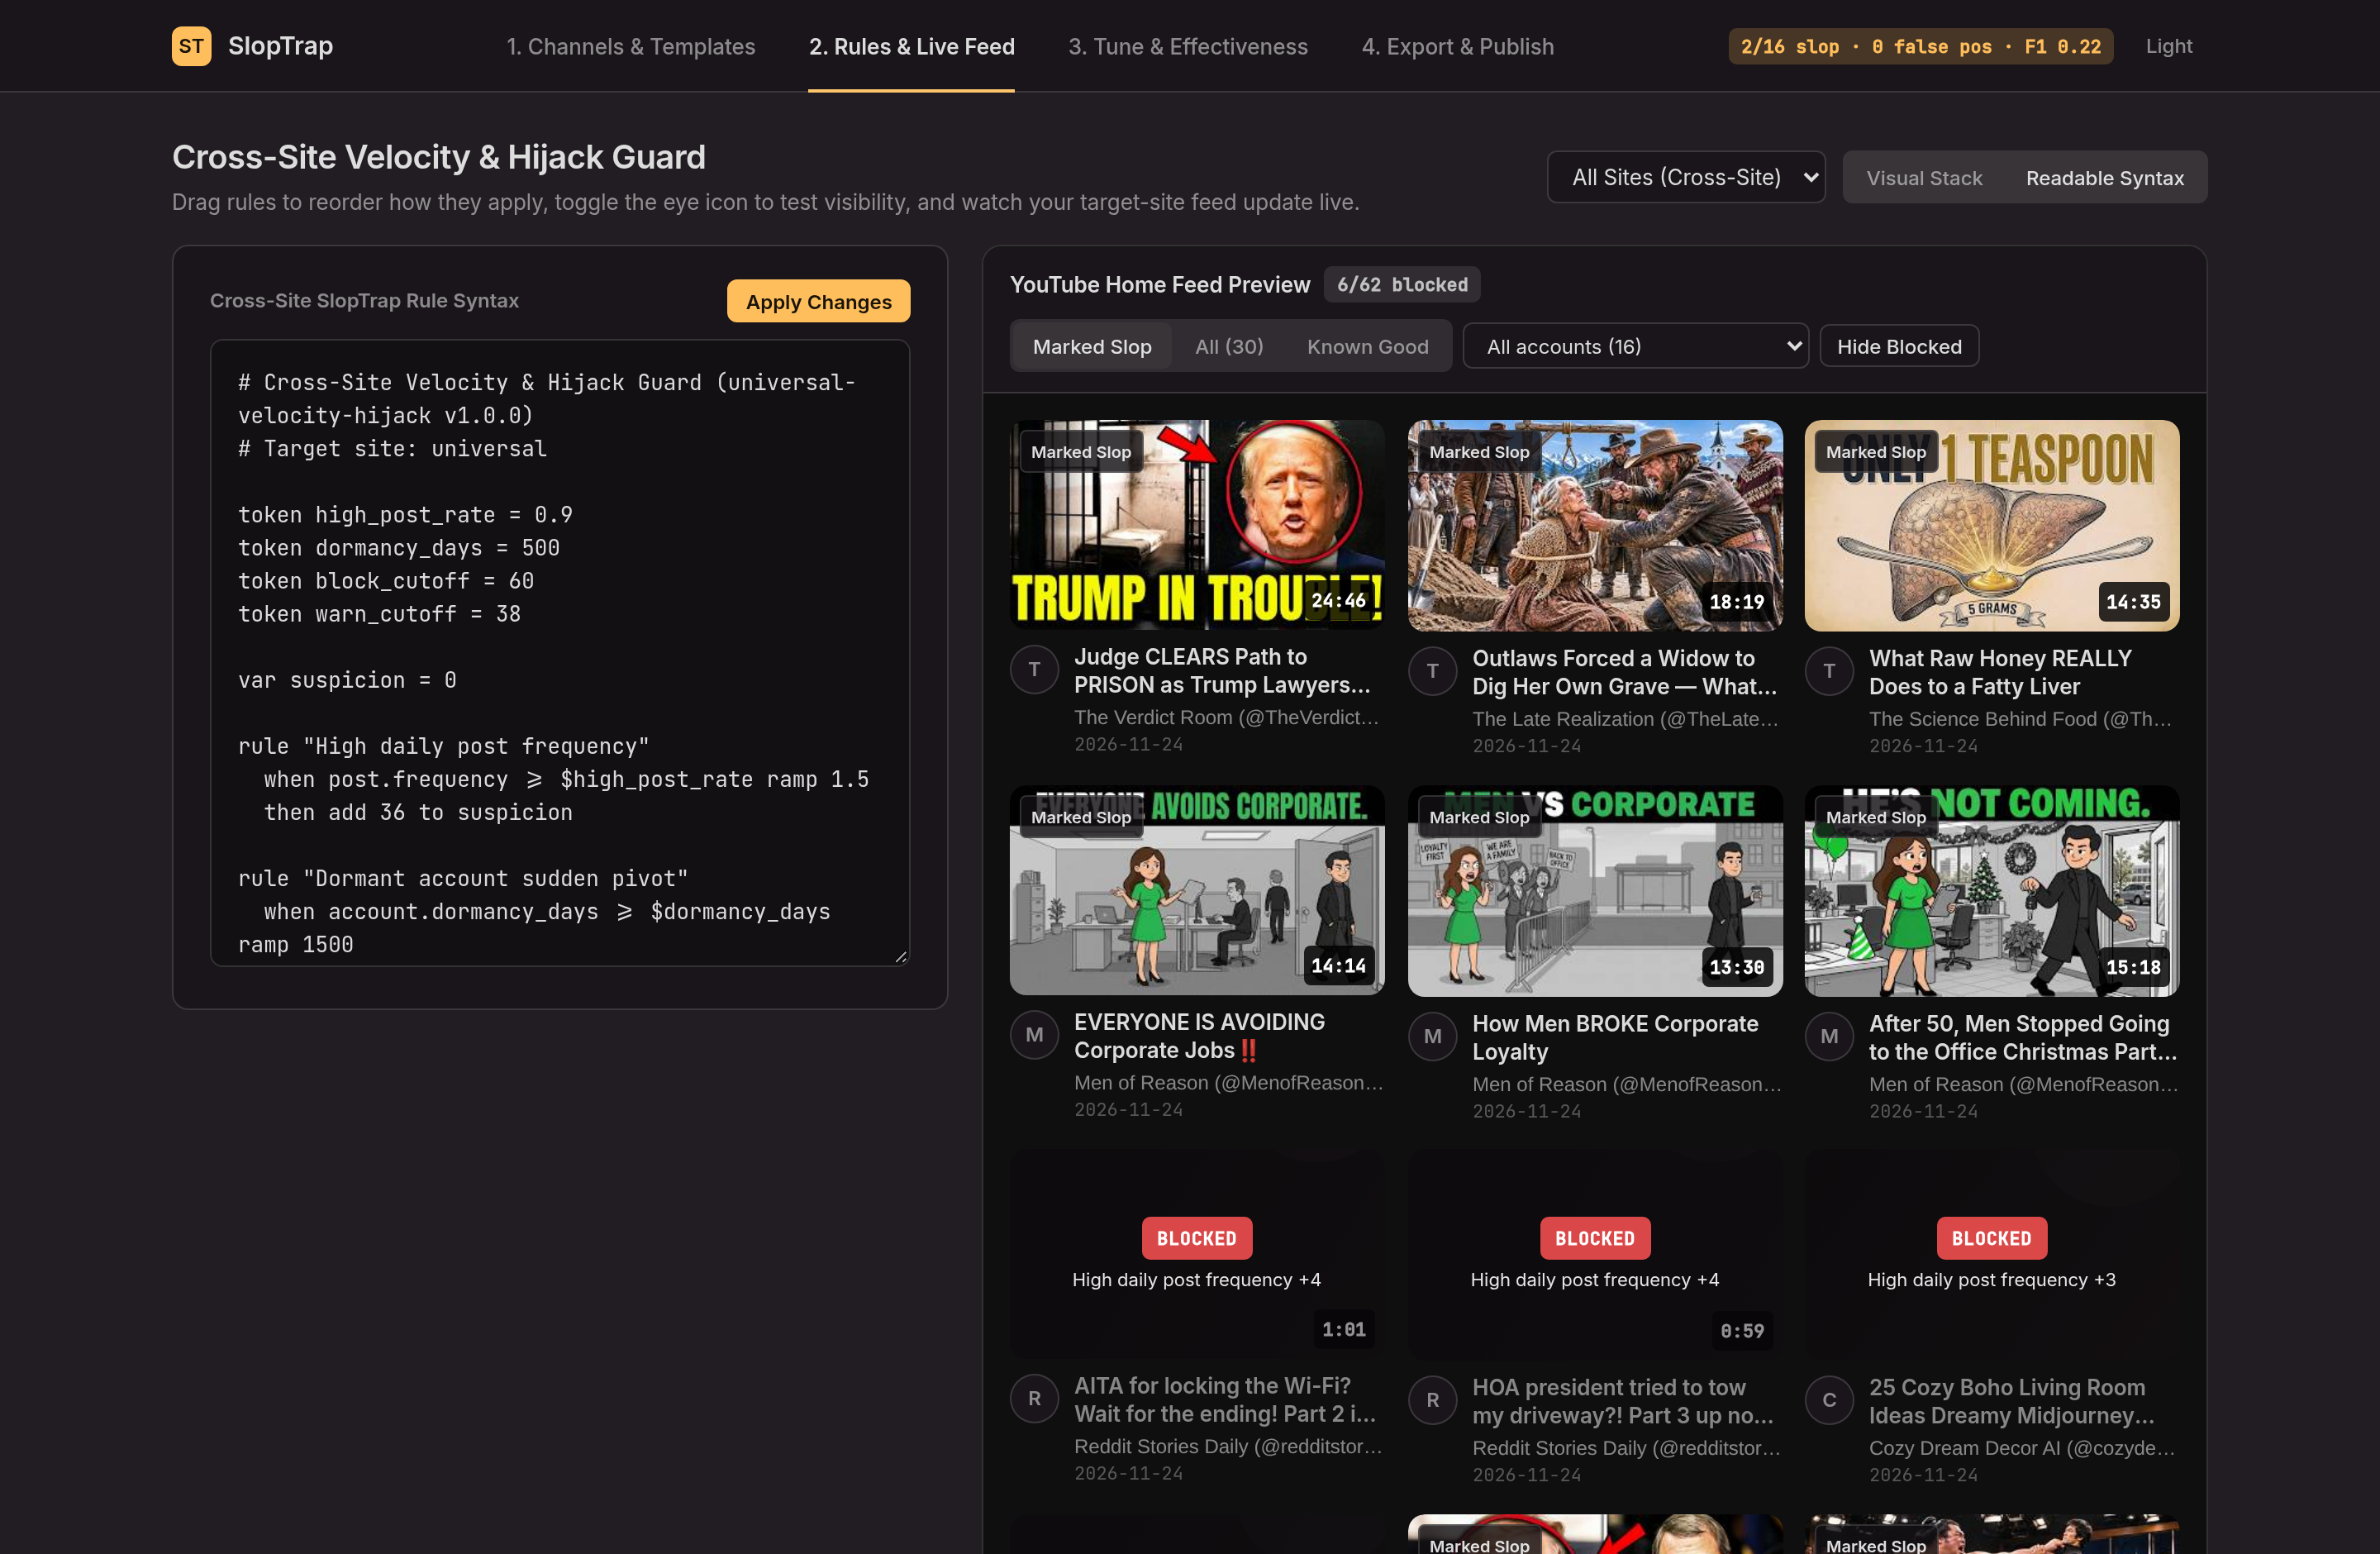 ST SlopTrap 1. Channels & Templates 2. Rules & Live Feed 3. Tune & Effectiveness 4. Export & Publish 2/16 slop · 0 false pos · F1 0.22 Light
Cross-Site Velocity & Hijack Guard
Drag rules to reorder how they apply, toggle the eye icon to test visibility, and watch your target-site feed update live.
All Sites (Cross-Site) Visual Stack Readable Syntax
Cross-Site SlopTrap Rule Syntax Apply Changes
# Cross-Site Velocity & Hijack Guard (universal-
velocity-hijack v1.0.0)
# Target site: universal
token high_post_rate = 0.9
token dormancy_days = 500
token block_cutoff = 60
token warn_cutoff = 38
var suspicion = 0
rule "High daily post frequency"
when post.frequency >= $high_post_rate ramp 1.5
then add 36 to suspicion
rule "Dormant account sudden pivot"
when account.dormancy_days >= $dormancy_days
ramp 1500
YouTube Home Feed Preview 6/62 blocked
Marked Slop All (30) Known Good All accounts (16) Hide Blocked
Marked Slop
TRUMP IN TROUBLE!
24:46
Judge CLEARS Path to
PRISON as Trump Lawyers...
T
The Verdict Room (@TheVerdict...
2026-11-24
Marked Slop
18:19
Outlaws Forced a Widow to
Dig Her Own Grave — What...
T
The Late Realization (@TheLate...
2026-11-24
Marked Slop
ONLY 1 TEASPOON
5 GRAMS
14:35
What Raw Honey REALLY
Does to a Fatty Liver
T
The Science Behind Food (@Th...
2026-11-24
EVERYONE AVOIDS CORPORATE.
Marked Slop
14:14
EVERYONE IS AVOIDING
Corporate Jobs‼️
M
Men of Reason (@MenofReason...
2026-11-24
MEN VS CORPORATE
Marked Slop
LOYALTY FIRST
WE ARE A FAMILY
BACK TO OFFICE
13:30
How Men BROKE Corporate
Loyalty
M
Men of Reason (@MenofReason...
2026-11-24
HE'S NOT COMING.
Marked Slop
15:18
After 50, Men Stopped Going
to the Office Christmas Part...
M
Men of Reason (@MenofReason...
2026-11-24
BLOCKED
High daily post frequency +4
1:01
AITA for locking the Wi-Fi?
Wait for the ending! Part 2 i...
R
Reddit Stories Daily (@redditstor...
2026-11-24
BLOCKED
High daily post frequency +4
0:59
HOA president tried to tow
my driveway?! Part 3 up no...
R
Reddit Stories Daily (@redditstor...
2026-11-24
BLOCKED
High daily post frequency +3
25 Cozy Boho Living Room
Ideas Dreamy Midjourney...
C
Cozy Dream Decor AI (@cozyde...
2026-11-24
Marked Slop
Marked Slop